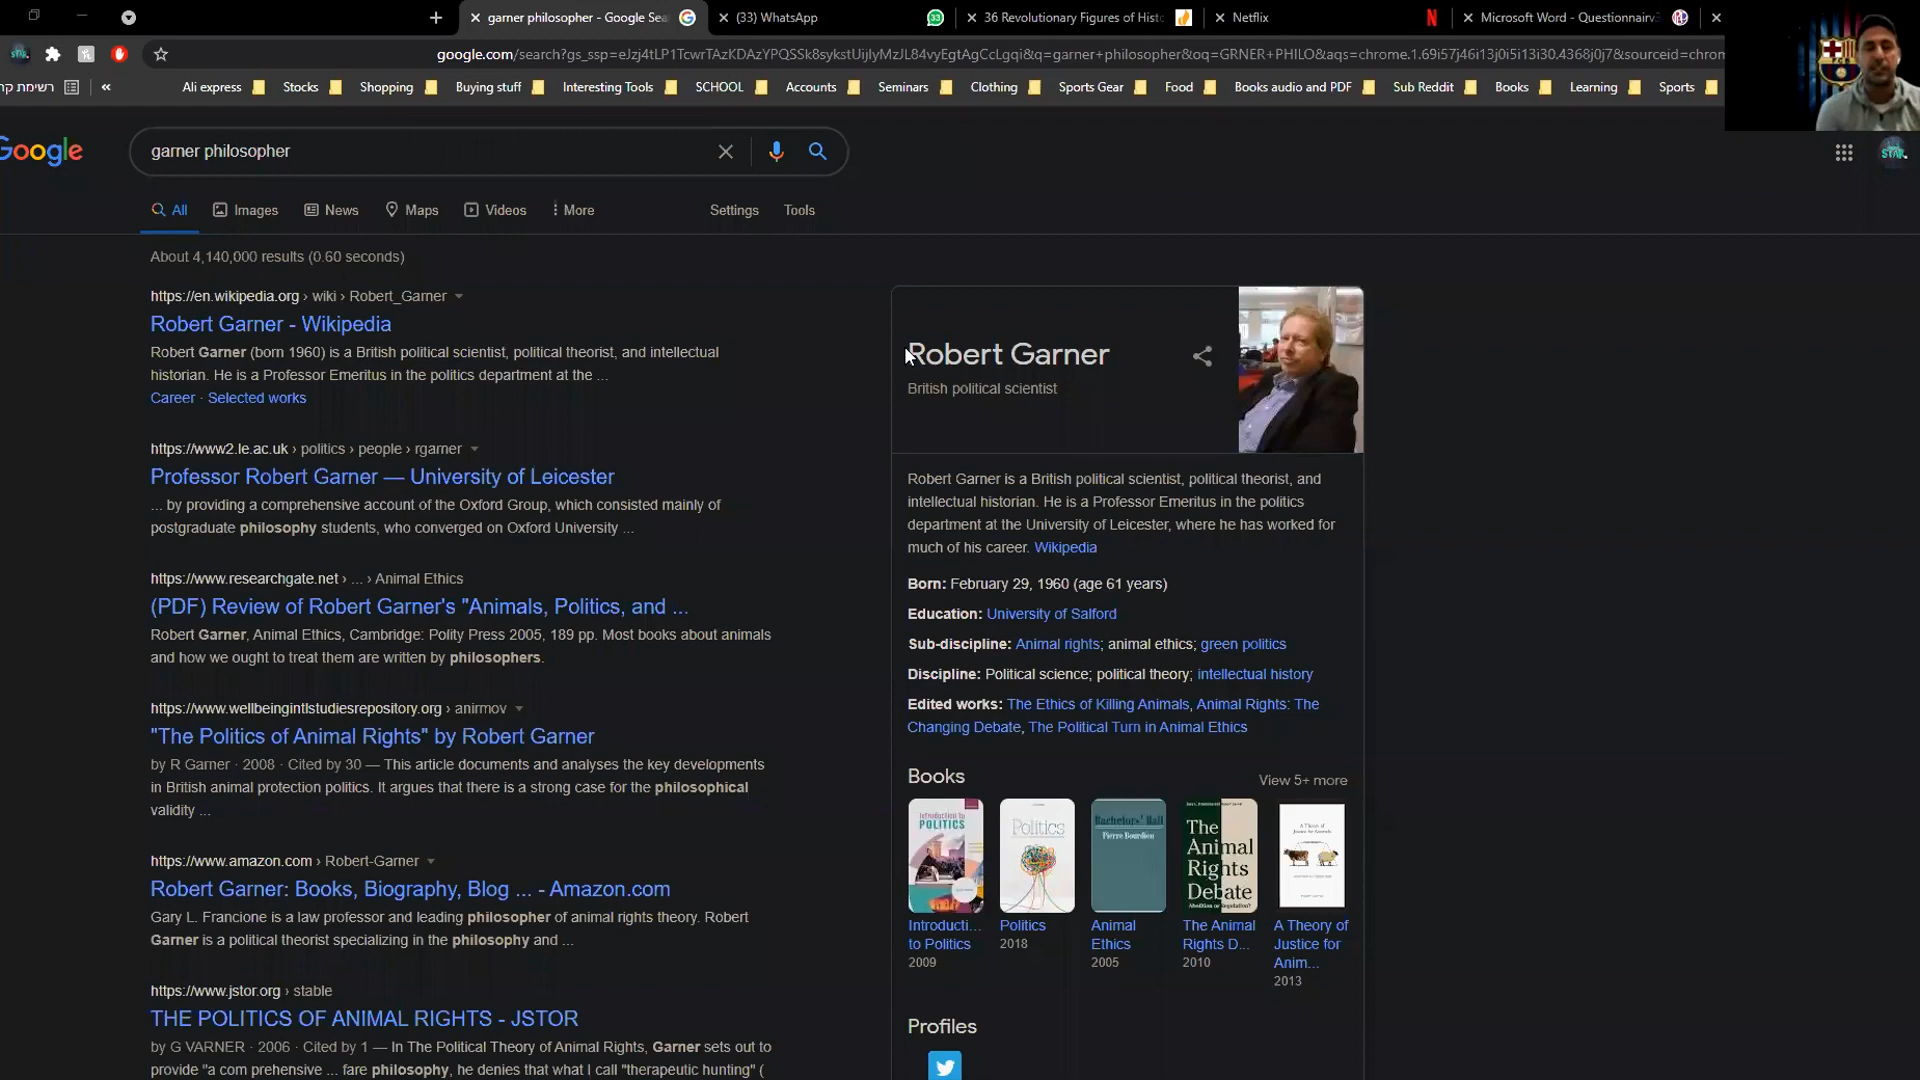 garner philosopher - Google Sea
(33) WhatsApp
33
36 Revolutionary Figures of Histo
Netflix
Microsoft Word - Questionnairv3
google.com/search?gs_ssp=eJzj4tLP1TcwrTAzKDAzYPQSSk8sykstUijIyMzJL84vyEgtAgCcLgqi&q=garner+philosopher&oq=GRNER+PHILO&aqs=chrome.1.69i57j46i13j0i5i13i30.4368j0j7&sourceid=chrom
רשימת קר
«
Ali express
Stocks
Shopping
Buying stuff
Interesting Tools
SCHOOL
Accounts
Seminars
Clothing
Sports Gear
Food
Books audio and PDF
Sub Reddit
Books
Learning
Sports
Google
garner philosopher
All
Images
News
Maps
Videos
More
Settings
Tools
About 4,140,000 results (0.60 seconds)
https://en.wikipedia.org › wiki › Robert_Garner
Robert Garner - Wikipedia
Robert Garner (born 1960) is a British political scientist, political theorist, and intellectual
historian. He is a Professor Emeritus in the politics department at the ...
Career · Selected works
https://www2.le.ac.uk › politics › people › rgarner
Professor Robert Garner — University of Leicester
... by providing a comprehensive account of the Oxford Group, which consisted mainly of
postgraduate philosophy students, who converged on Oxford University ...
https://www.researchgate.net › ... › Animal Ethics
(PDF) Review of Robert Garner's "Animals, Politics, and ...
Robert Garner, Animal Ethics, Cambridge: Polity Press 2005, 189 pp. Most books about animals
and how we ought to treat them are written by philosophers.
https://www.wellbeingintlstudiesrepository.org › anirmov
"The Politics of Animal Rights" by Robert Garner
by R Garner · 2008 · Cited by 30 — This article documents and analyses the key developments
in British animal protection politics. It argues that there is a strong case for the philosophical
validity ...
https://www.amazon.com › Robert-Garner
Robert Garner: Books, Biography, Blog ... - Amazon.com
Gary L. Francione is a law professor and leading philosopher of animal rights theory. Robert
Garner is a political theorist specializing in the philosophy and ...
https://www.jstor.org › stable
THE POLITICS OF ANIMAL RIGHTS - JSTOR
by G VARNER · 2006 · Cited by 1 — In The Political Theory of Animal Rights, Garner sets out to
provide "a com prehensive ... fare philosophy, he denies that what I call "therapeutic hunting" (
Robert Garner
British political scientist
Robert Garner is a British political scientist, political theorist, and
intellectual historian. He is a Professor Emeritus in the politics
department at the University of Leicester, where he has worked for
much of his career. Wikipedia
Born: February 29, 1960 (age 61 years)
Education: University of Salford
Sub-discipline: Animal rights; animal ethics; green politics
Discipline: Political science; political theory; intellectual history
Edited works: The Ethics of Killing Animals, Animal Rights: The
Changing Debate, The Political Turn in Animal Ethics
Books
View 5+ more
Introduction to
POLITICS
Politics
Bachelors' Ball
Pierre Bourdieu
The
Animal
Rights
Debate
A Theory of
Justice for
Animals
Introducti...
to Politics
2009
Politics
2018
Animal
Ethics
2005
The Animal
Rights D...
2010
A Theory of
Justice for
Anim...
2013
Profiles